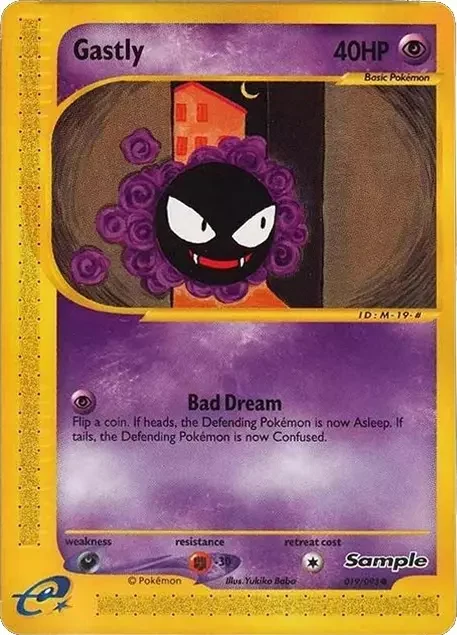 Gastly 40HP
Basic Pokémon
ID: M-19-#
Bad Dream
Flip a coin. If heads, the Defending Pokémon is now Asleep. If
tails, the Defending Pokémon is now Confused.
weakness resistance retreat cost
-30
Sample
© Pokémon Illus. Yukiko Baba
e